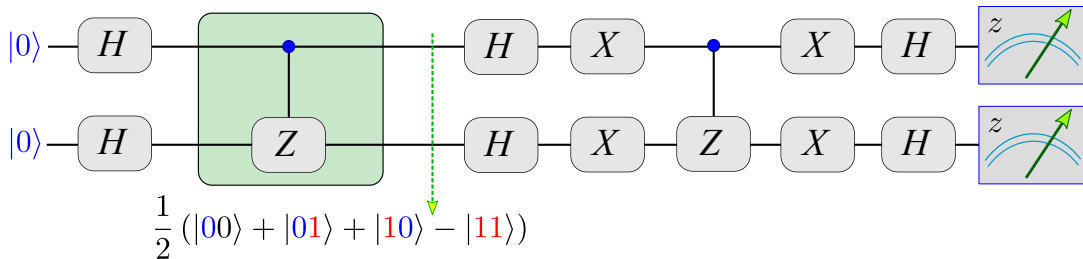 |0⟩ H H X X H z
Z Z
|0⟩ H H X X H z
1/2 (|00⟩ + |01⟩ + |10⟩ − |11⟩)